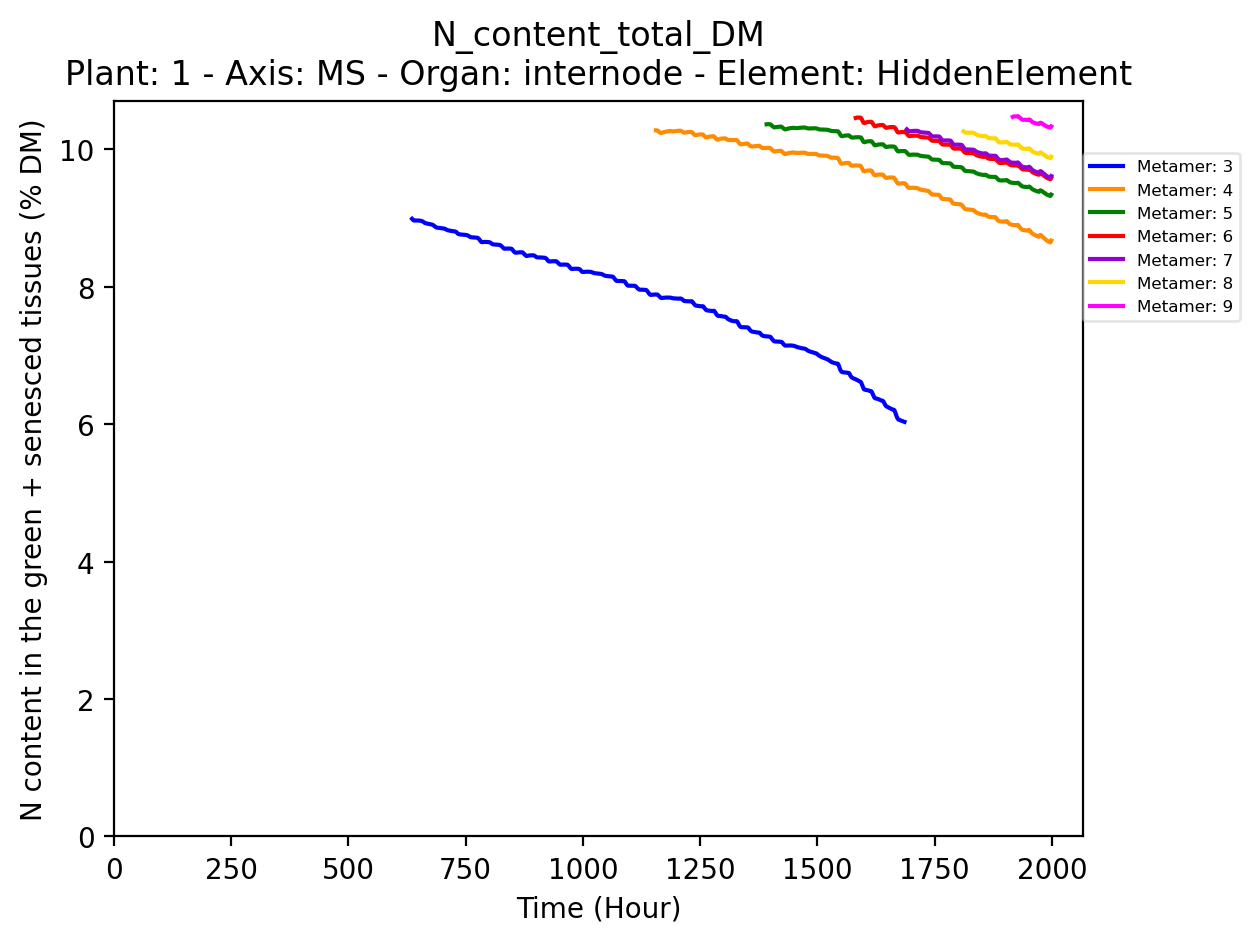 N_content_total_DM
Plant: 1 - Axis: MS - Organ: internode - Element: HiddenElement
N content in the green + senesced tissues (% DM)
10
8
6
4
2
0
0 250 500 750 1000 1250 1500 1750 2000
Time (Hour)
Metamer: 3
Metamer: 4
Metamer: 5
Metamer: 6
Metamer: 7
Metamer: 8
Metamer: 9